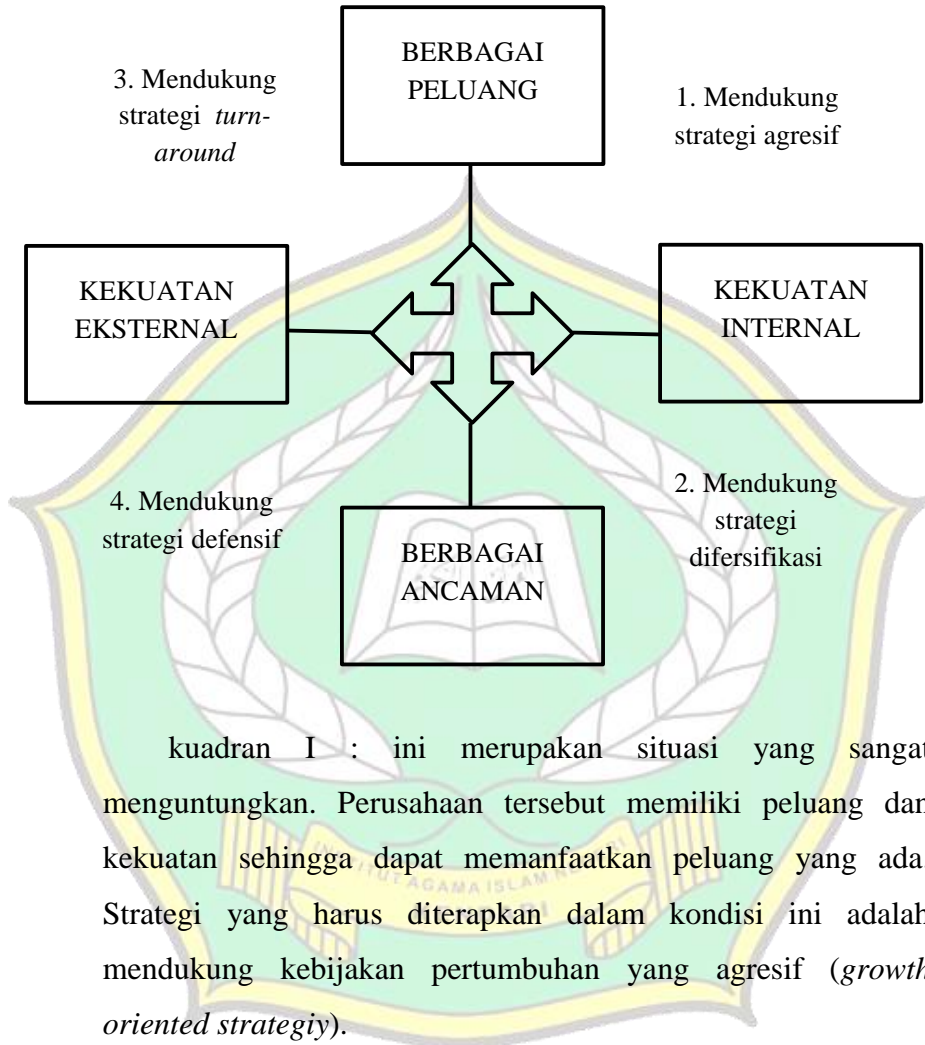 BERBAGAI
PELUANG
3. Mendukung
strategi turn-
around
1. Mendukung
strategi agresif
KEKUATAN
EKSTERNAL
KEKUATAN
INTERNAL
4. Mendukung
strategi defensif
2. Mendukung
strategi
difersifikasi
BERBAGAI
ANCAMAN
kuadran I : ini merupakan situasi yang sangat
menguntungkan. Perusahaan tersebut memiliki peluang dan
kekuatan sehingga dapat memanfaatkan peluang yang ada.
Strategi yang harus diterapkan dalam kondisi ini adalah
mendukung kebijakan pertumbuhan yang agresif (growth
oriented strategiy).